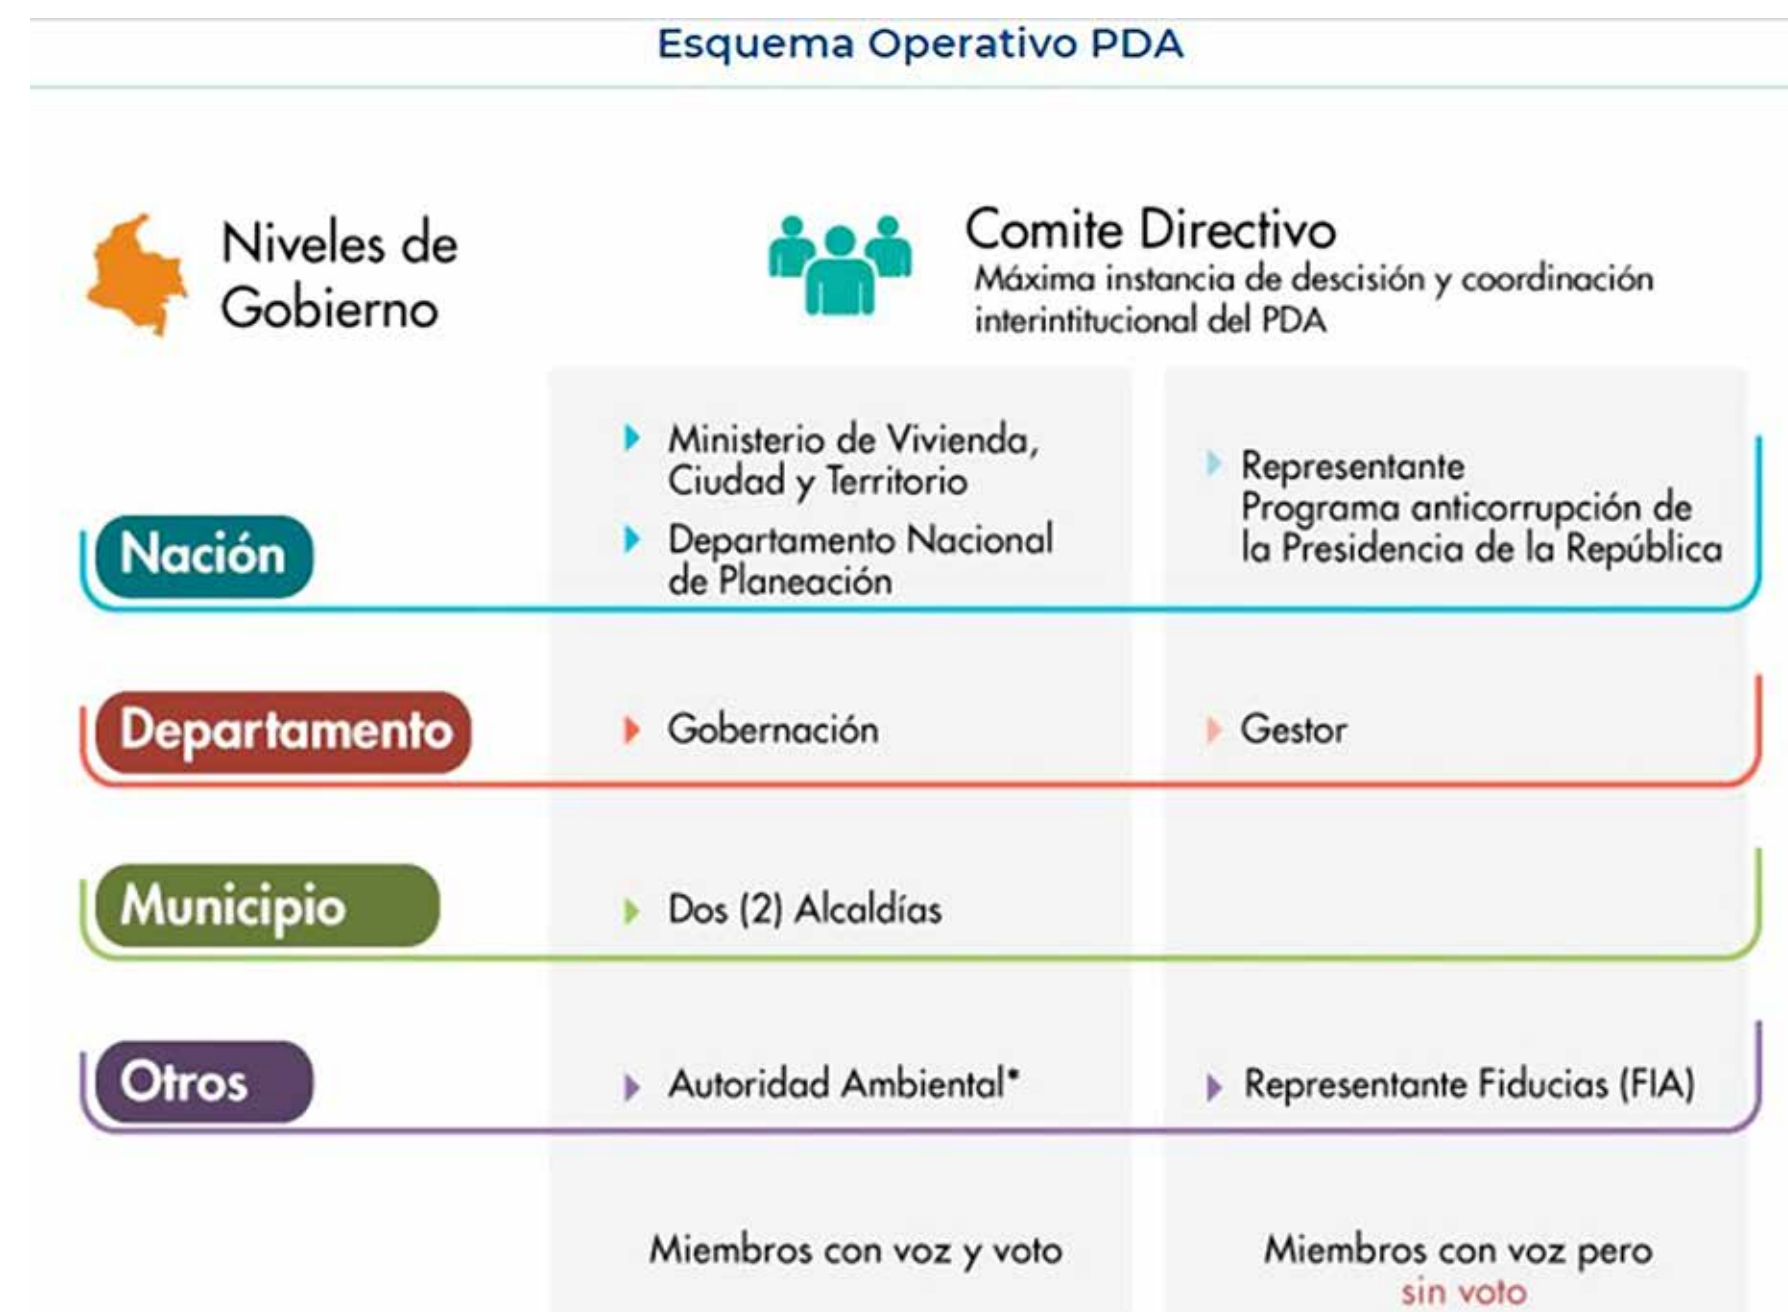 Esquema Operativo PDA
Niveles de
Gobierno
Comite Directivo
Máxima instancia de descisión y coordinación
interintitucional del PDA
Nación
Ministerio de Vivienda,
Ciudad y Territorio
Departamento Nacional
de Planeación
Representante
Programa anticorrupción de
la Presidencia de la República
Departamento
Gobernación
Gestor
Municipio
Dos (2) Alcaldías
Otros
Autoridad Ambiental*
Representante Fiducias (FIA)
Miembros con voz y voto
Miembros con voz pero
sin voto